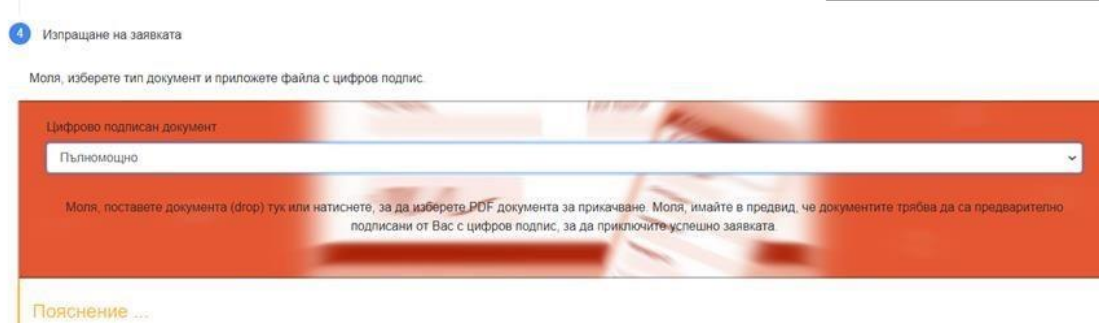 4 Изпращане на заявката
Моля, изберете тип документ и приложете файла с цифров подпис.
Цифрово подписан документ
Пълномощно
Моля, поставете документа (drop) тук или натиснете, за да изберете PDF документа за прикачване. Моля, имайте в предвид, че документите трябва да са предварително
подписани от Вас с цифров подпис, за да приключите успешно заявката.
Пояснение ...